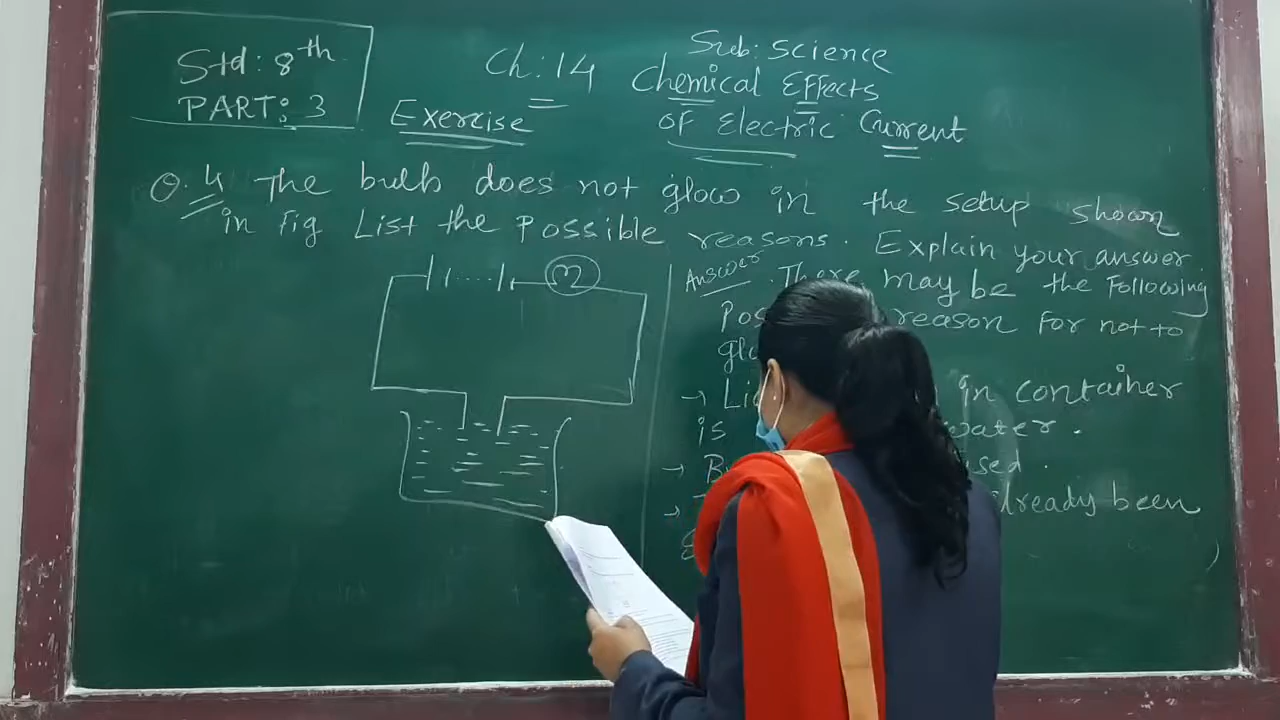 Std: 8th
PART: 3
Ch: 14
Sub: Science
Chemical Effects
Exercise
of Electric Current
Q. 4 The bulb does not glow in the setup shown
in fig List the Possible reasons. Explain your answer
Answer There may be the Following
reason for not to
in container
is water.
Already been